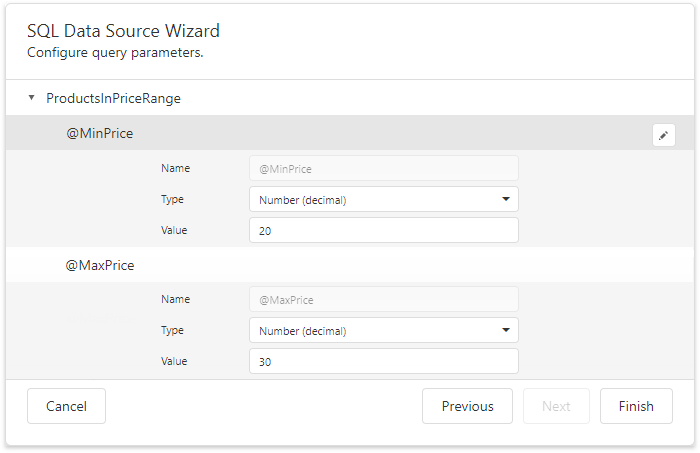 SQL Data Source Wizard
Configure query parameters.
ProductsInPriceRange
@MinPrice
Name @MinPrice
Type Number (decimal)
Value 20
@MaxPrice
Name @MaxPrice
Type Number (decimal)
Value 30
Cancel Previous Next Finish